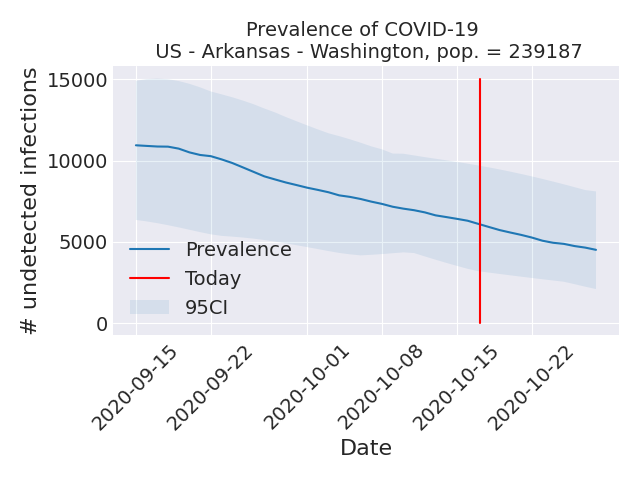 Prevalence of COVID-19
US - Arkansas - Washington, pop. = 239187
# undetected infections
15000
10000
5000
0
Prevalence
Today
95CI
2020-09-15
2020-09-22
2020-10-01
2020-10-08
2020-10-15
2020-10-22
Date